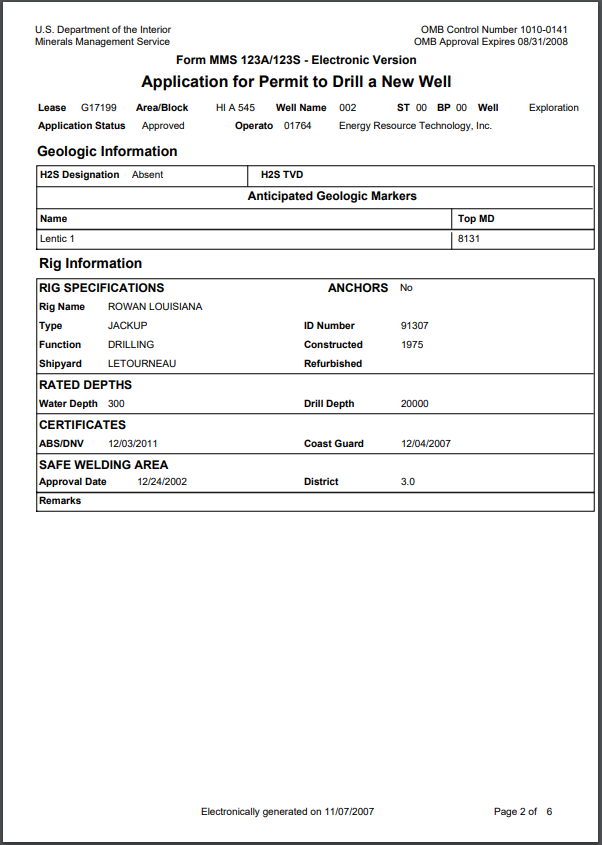 U.S. Department of the Interior OMB Control Number 1010-0141
Minerals Management Service OMB Approval Expires 08/31/2008
Form MMS 123A/123S - Electronic Version
Application for Permit to Drill a New Well
Lease G17199 Area/Block HI A 545 Well Name 002 ST 00 BP 00 Well Exploration
Application Status Approved Operato 01764 Energy Resource Technology, Inc.
Geologic Information
H2S Designation Absent H2S TVD
Anticipated Geologic Markers
Name Top MD
Lentic 1 8131
Rig Information
RIG SPECIFICATIONS ANCHORS No
Rig Name ROWAN LOUISIANA
Type JACKUP ID Number 91307
Function DRILLING Constructed 1975
Shipyard LETOURNEAU Refurbished
RATED DEPTHS
Water Depth 300 Drill Depth 20000
CERTIFICATES
ABS/DNV 12/03/2011 Coast Guard 12/04/2007
SAFE WELDING AREA
Approval Date 12/24/2002 District 3.0
Remarks
Electronically generated on 11/07/2007 Page 2 of 6